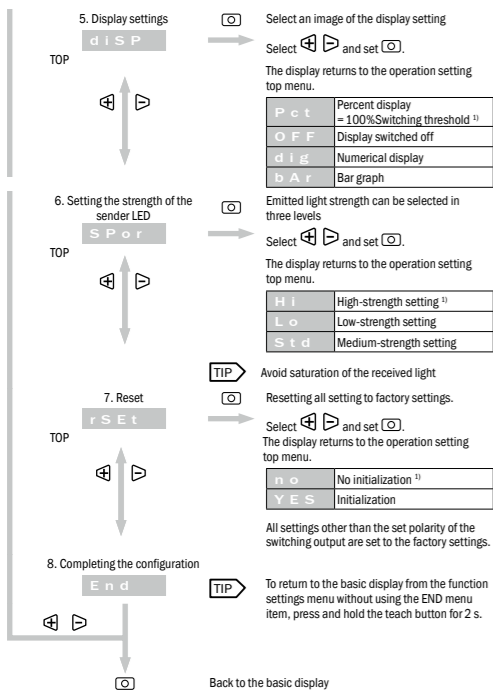 5. Display settings
diSP
TOP
Select an image of the display setting
Select and set
The display returns to the operation setting
top menu.
Pct Percent display
= 100%Switching threshold 1)
OFF Display switched off
dig Numerical display
bAr Bar graph
6. Setting the strength of the
sender LED
SPor
TOP
Emitted light strength can be selected in
three levels
Select and set .
The display returns to the operation setting
top menu.
Hi High-strength setting 1)
Lo Low-strength setting
Std Medium-strength setting
TIP Avoid saturation of the received light
7. Reset
rSEt
TOP
Resetting all setting to factory settings.
Select and set .
The display returns to the operation setting
top menu.
no No initialization 1)
YES Initialization
All settings other than the set polarity of the
switching output are set to the factory settings.
8. Completing the configuration
End
TIP To return to the basic display from the function
settings menu without using the END menu
item, press and hold the teach button for 2 s.
Back to the basic display